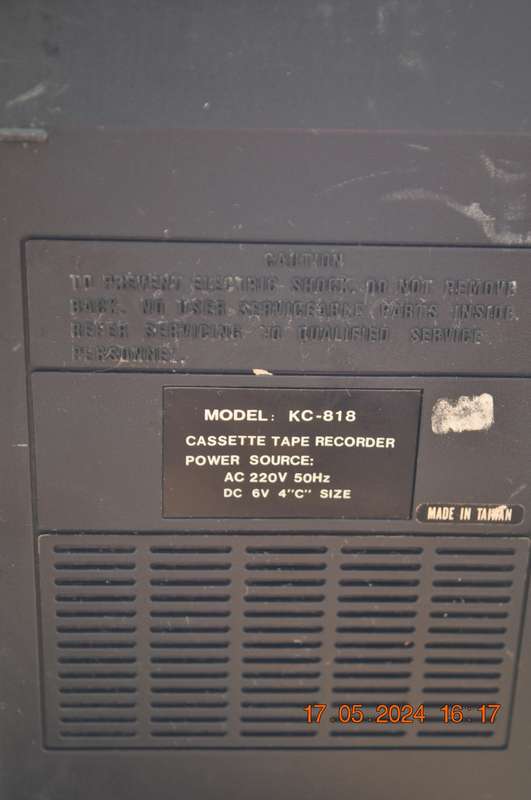 CAUTION
TO PREVENT ELECTRIC SHOCK, DO NOT REMOVE
BACK. NO USER SERVICEABLE PARTS INSIDE.
REFER SERVICING TO QUALIFIED SERVICE
PERSONNEL.
MODEL: KC-818
CASSETTE TAPE RECORDER
POWER SOURCE:
AC 220V 50Hz
DC 6V 4"C" SIZE
MADE IN TAIWAN
17.05.2024 16:17